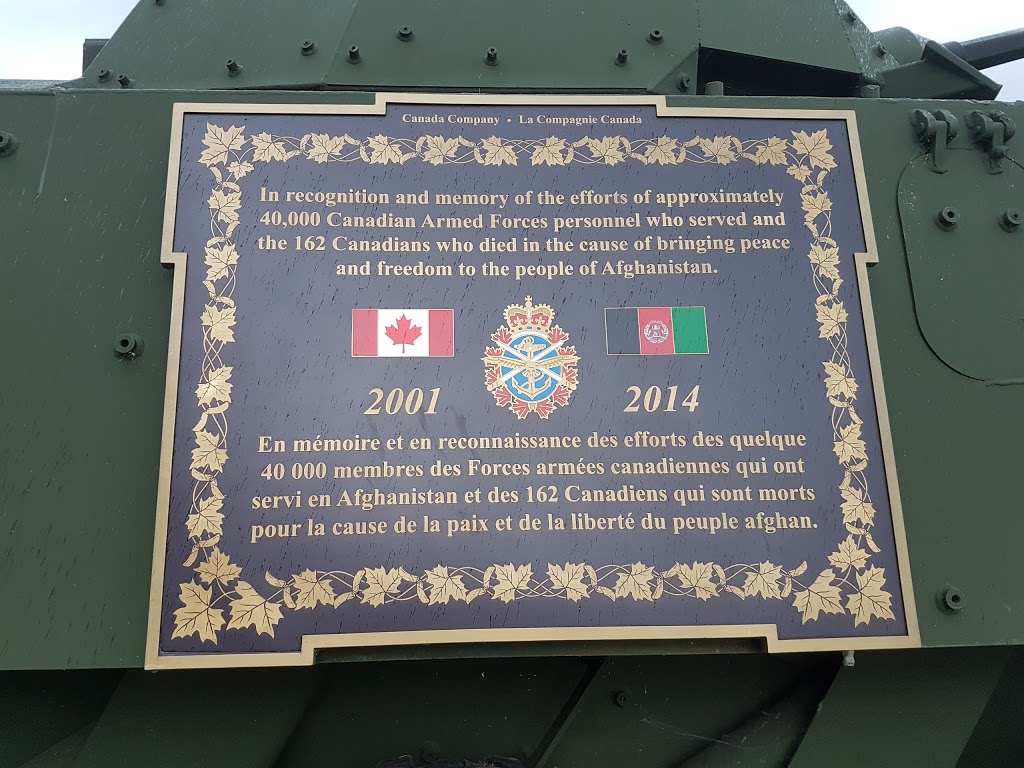 Canada Company • La Compagnie Canada
In recognition and memory of the efforts of approximately
40,000 Canadian Armed Forces personnel who served and
the 162 Canadians who died in the cause of bringing peace
and freedom to the people of Afghanistan.
2001 2014
En mémoire et en reconnaissance des efforts des quelque
40 000 membres des Forces armées canadiennes qui ont
servi en Afghanistan et des 162 Canadiens qui sont morts
pour la cause de la paix et de la liberté du peuple afghan.